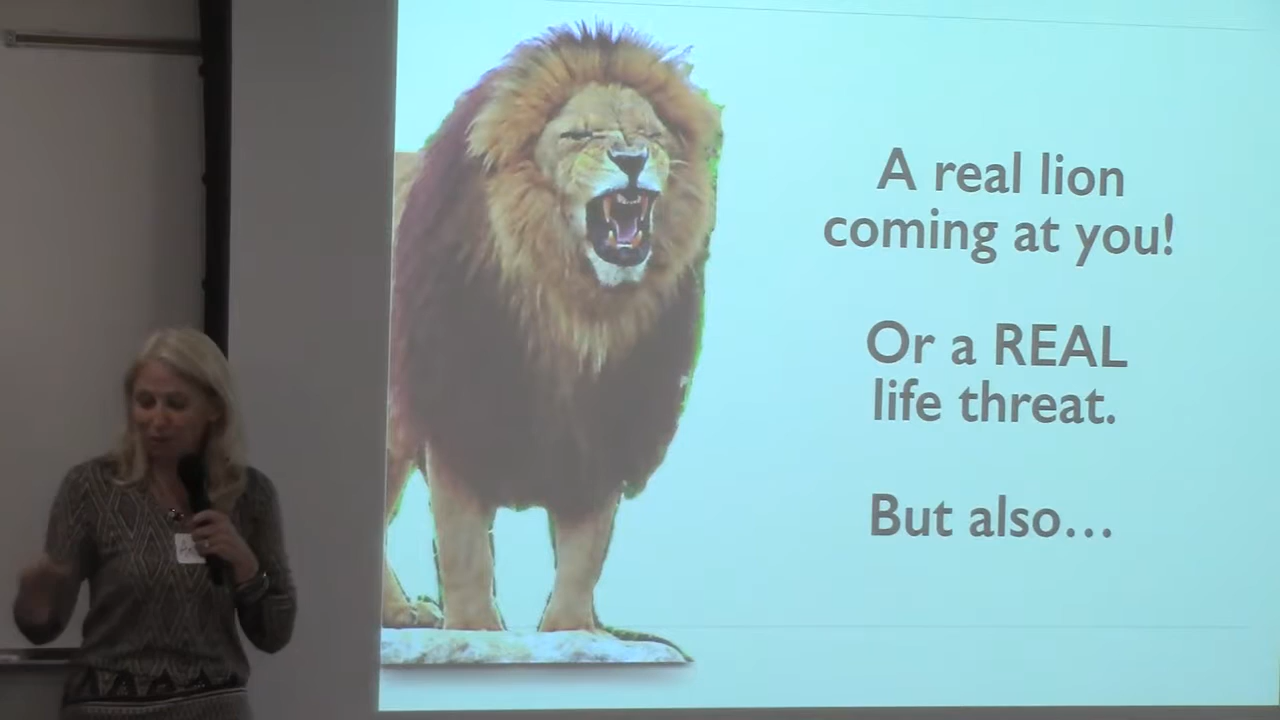 A real lion
coming at you!
Or a REAL
life threat.
But also…